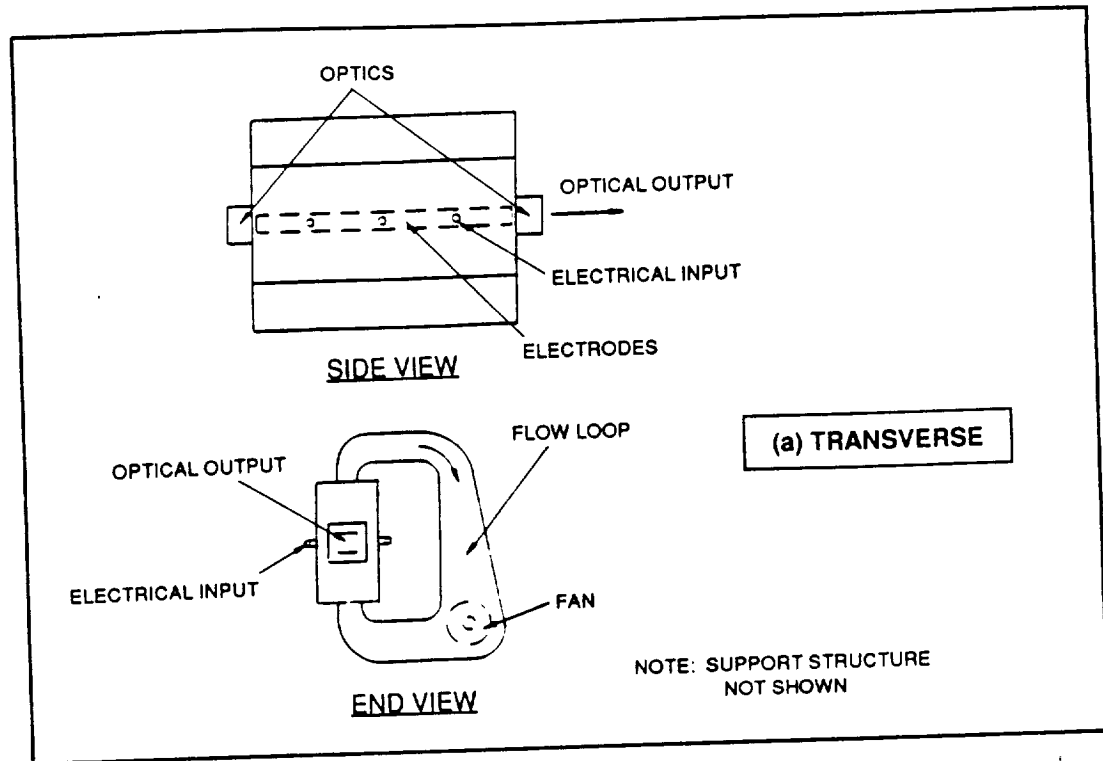 OPTICS
OPTICAL OUTPUT
ELECTRICAL INPUT
ELECTRODES
SIDE VIEW
FLOW LOOP
(a) TRANSVERSE
OPTICAL OUTPUT
ELECTRICAL INPUT
FAN
NOTE: SUPPORT STRUCTURE
NOT SHOWN
END VIEW